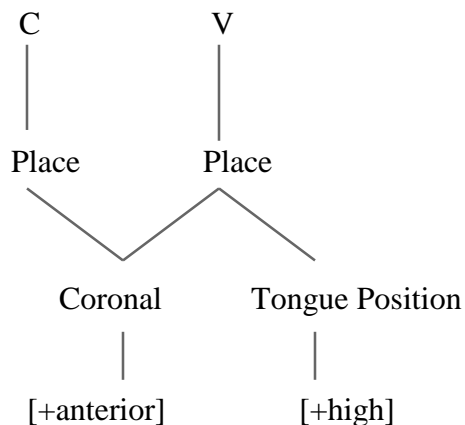 C V
Place Place
Coronal Tongue Position
[+anterior] [+high]